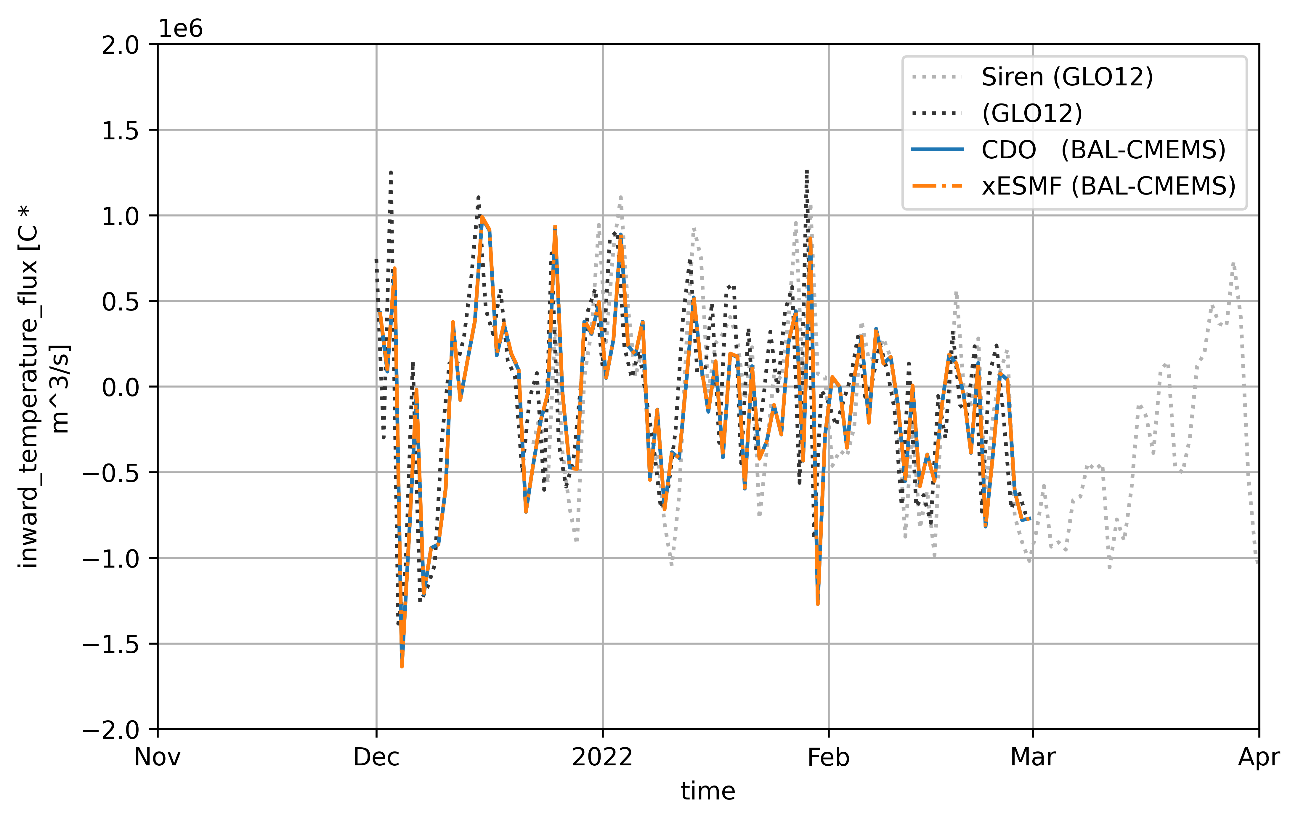 1e6
2.0
1.5
1.0
0.5
0.0
−0.5
−1.0
−1.5
−2.0
inward_temperature_flux [C *
m^3/s]
Siren (GLO12)
(GLO12)
CDO (BAL-CMEMS)
xESMF (BAL-CMEMS)
Nov Dec 2022 Feb Mar Apr
time